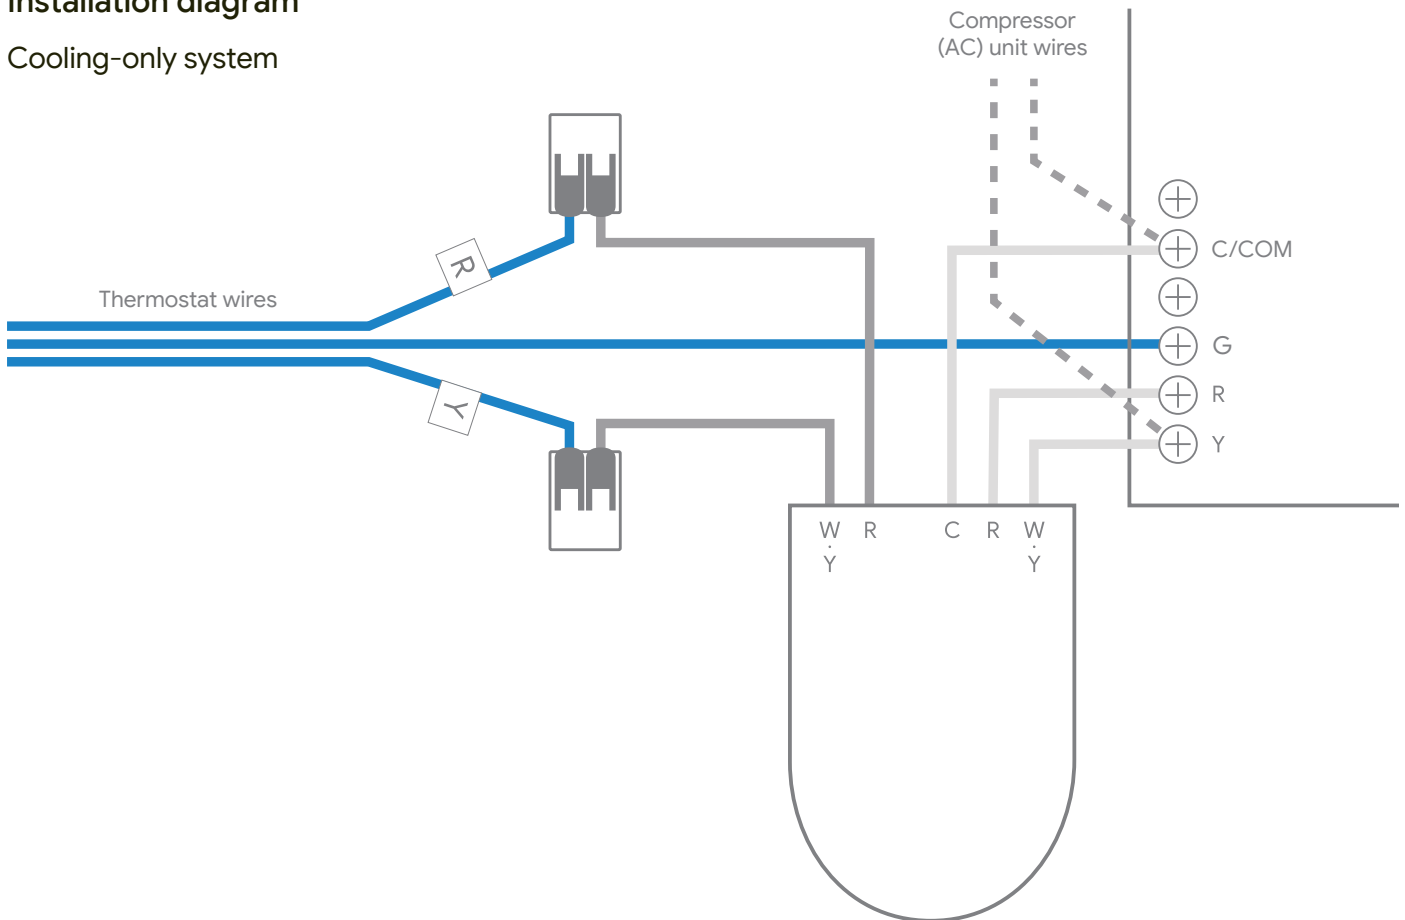 Installation diagram
Cooling-only system
Compressor
(AC) unit wires
C/COM
R
Thermostat wires
G
R
Y
Y
W R C R W
· ·
Y Y